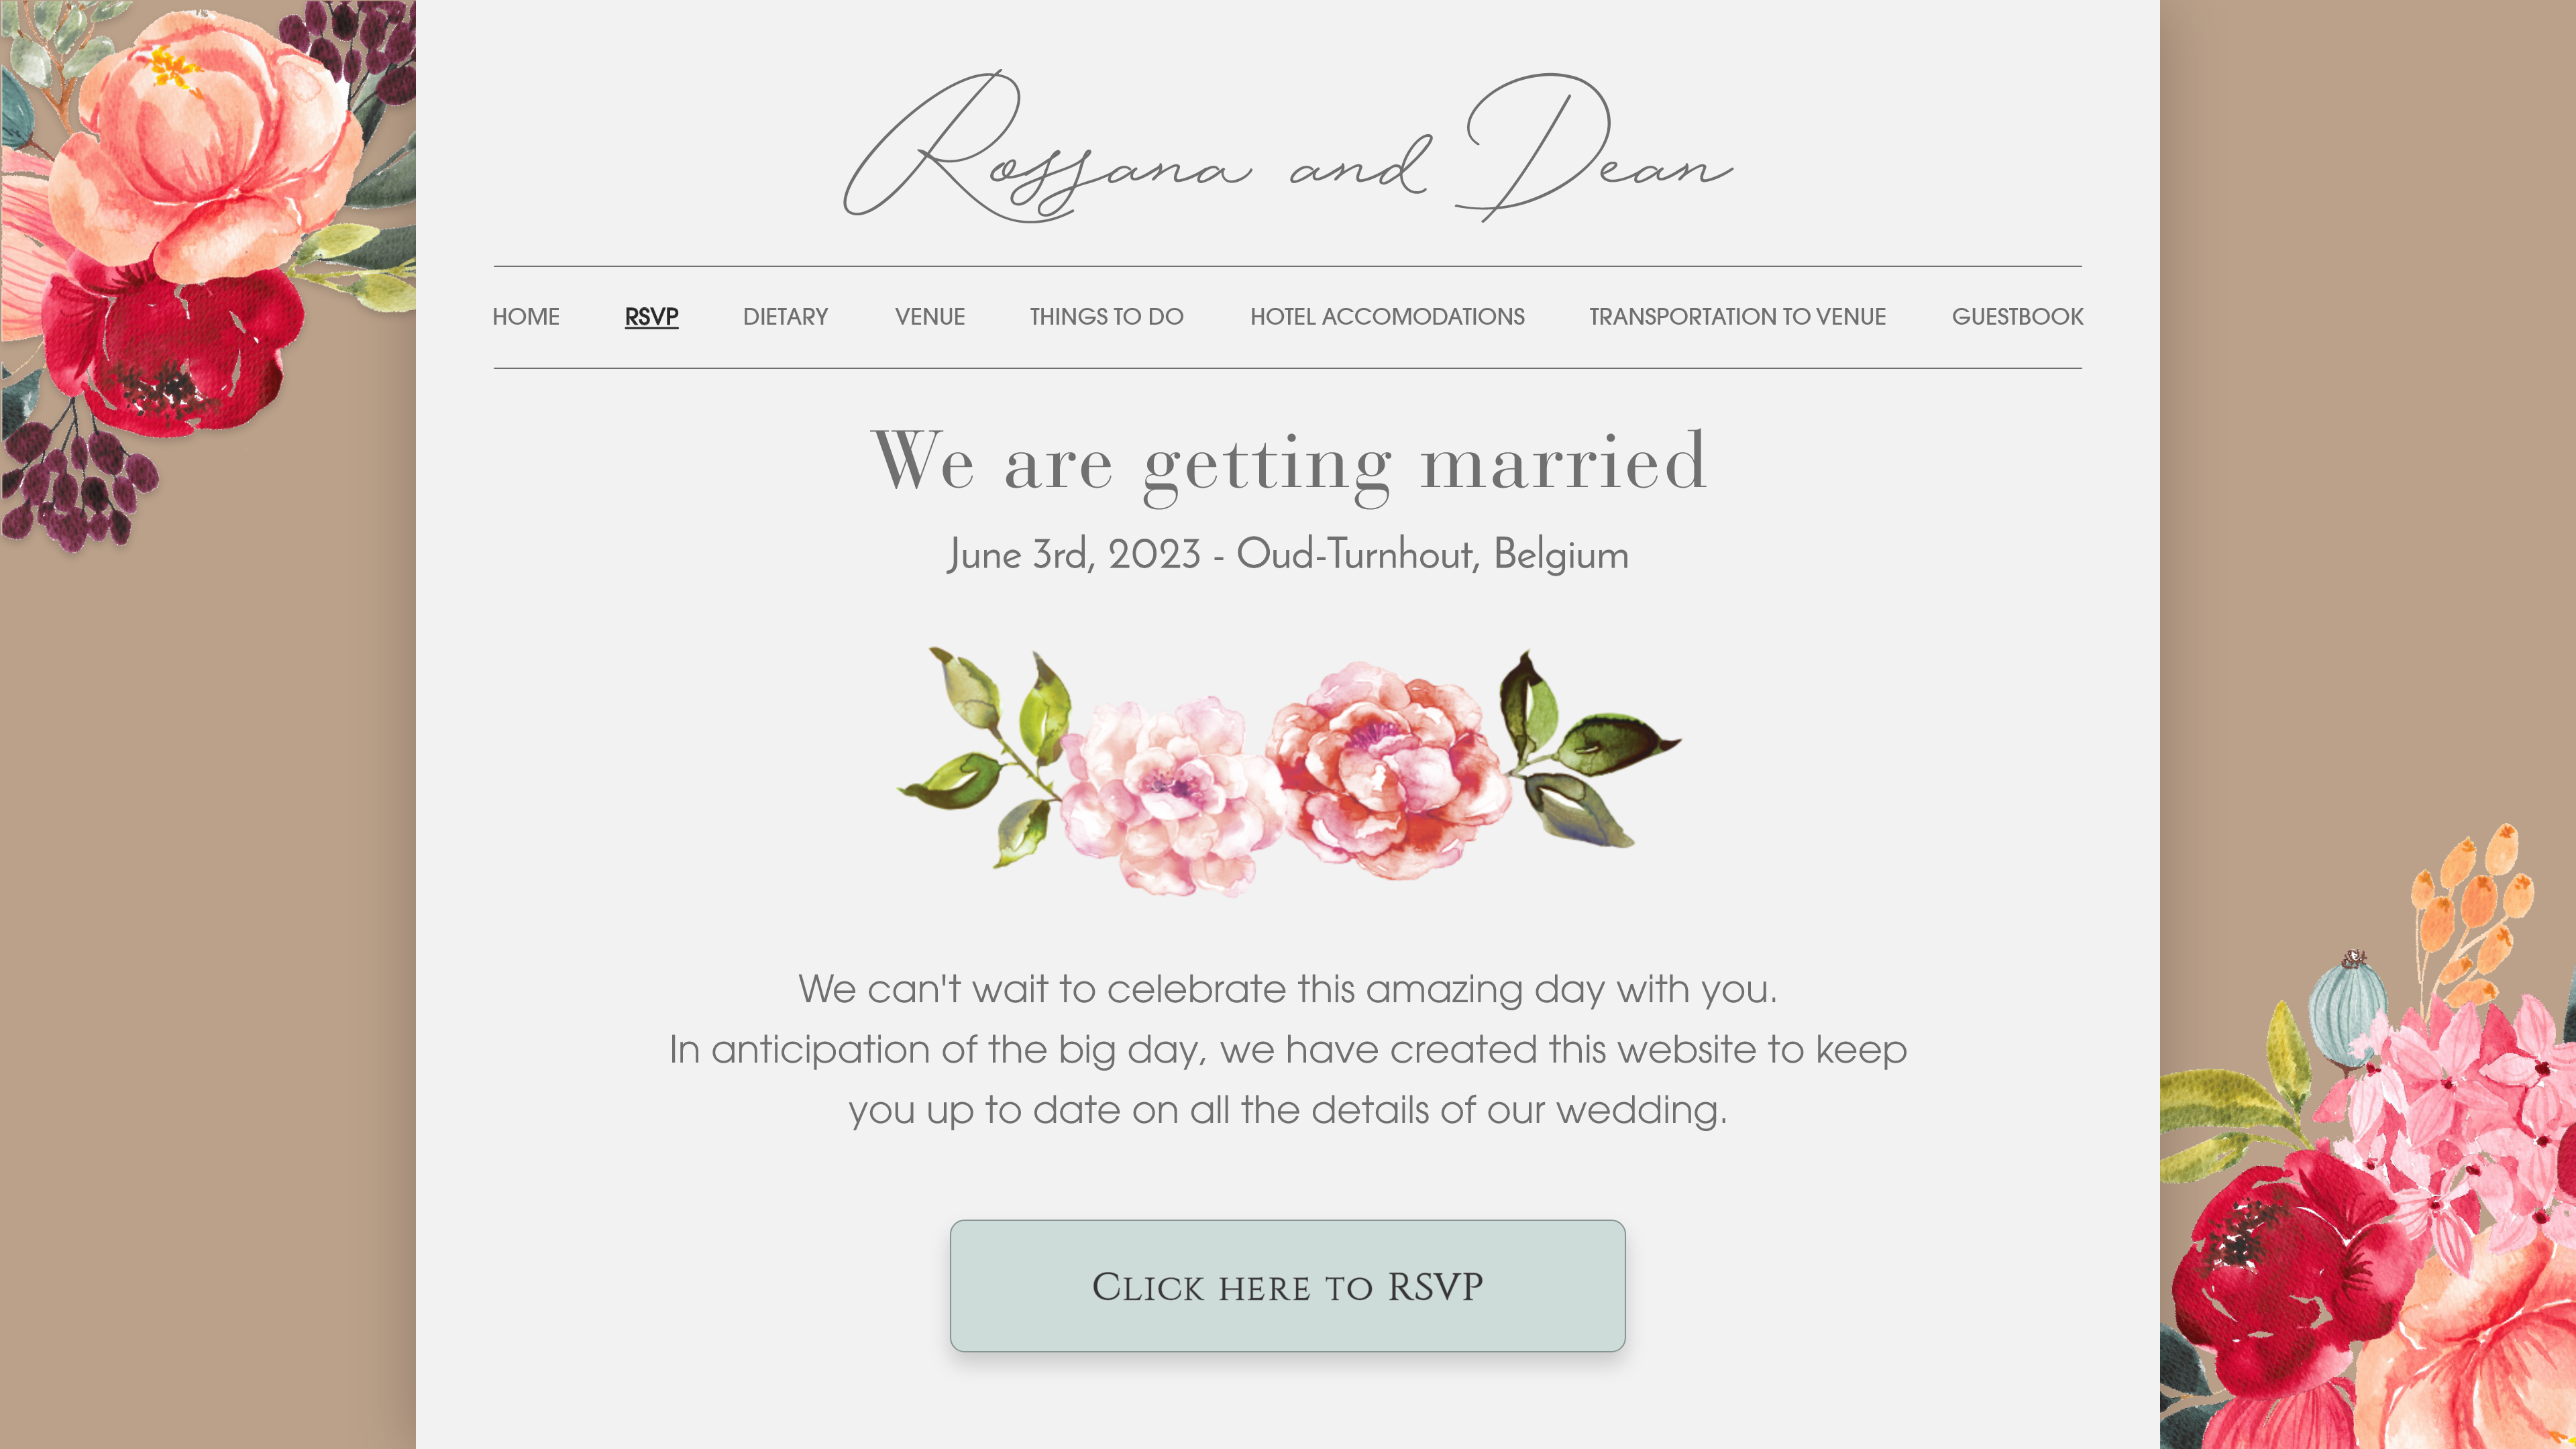 Rossana and Dean
HOME RSVP DIETARY VENUE THINGS TO DO HOTEL ACCOMODATIONS TRANSPORTATION TO VENUE GUESTBOOK
We are getting married
June 3rd, 2023 - Oud-Turnhout, Belgium
We can't wait to celebrate this amazing day with you.
In anticipation of the big day, we have created this website to keep
you up to date on all the details of our wedding.
Click here to RSVP